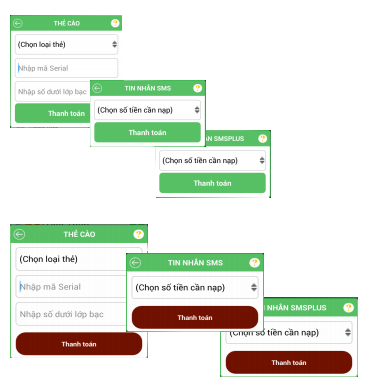 THẺ CÀO
?
(Chọn loại thẻ)
Nhập mã Serial
Nhập số dưới lớp bạc
Thanh toán
TIN NHẮN SMS
?
(Chọn số tiền cần nạp)
Thanh toán
ẮN SMSPLUS
?
(Chọn số tiền cần nạp)
Thanh toán
THẺ CÀO
?
(Chọn loại thẻ)
Nhập mã Serial
Nhập số dưới lớp bạc
Thanh toán
TIN NHẮN SMS
?
(Chọn số tiền cần nạp)
Thanh toán
NHẮN SMSPLUS
?
(Chọn số tiền cần nạp)
Thanh toán